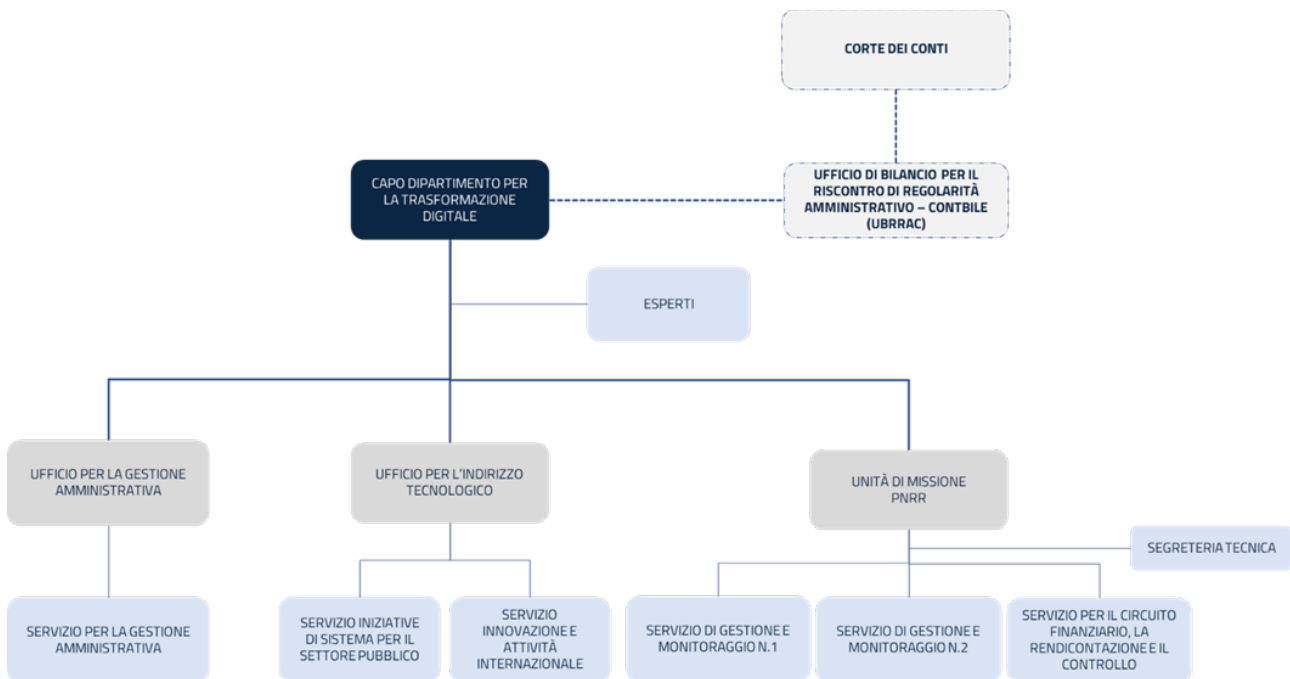 CORTE DEI CONTI
CAPO DIPARTIMENTO PER
LA TRASFORMAZIONE
DIGITALE
UFFICIO DI BILANCIO PER IL
RISCONTRO DI REGOLARITÀ
AMMINISTRATIVO – CONTBILE
(UBRRAC)
ESPERTI
UFFICIO PER LA GESTIONE
AMMINISTRATIVA
UFFICIO PER L'INDIRIZZO
TECNOLOGICO
UNITÀ DI MISSIONE
PNRR
SEGRETERIA TECNICA
SERVIZIO PER LA GESTIONE
AMMINISTRATIVA
SERVIZIO INIZIATIVE
DI SISTEMA PER IL
SETTORE PUBBLICO
SERVIZIO
INNOVAZIONE E
ATTIVITÀ
INTERNAZIONALE
SERVIZIO DI GESTIONE E
MONITORAGGIO N.1
SERVIZIO DI GESTIONE E
MONITORAGGIO N.2
SERVIZIO PER IL CIRCUITO
FINANZIARIO, LA
RENDICONTAZIONE E IL
CONTROLLO